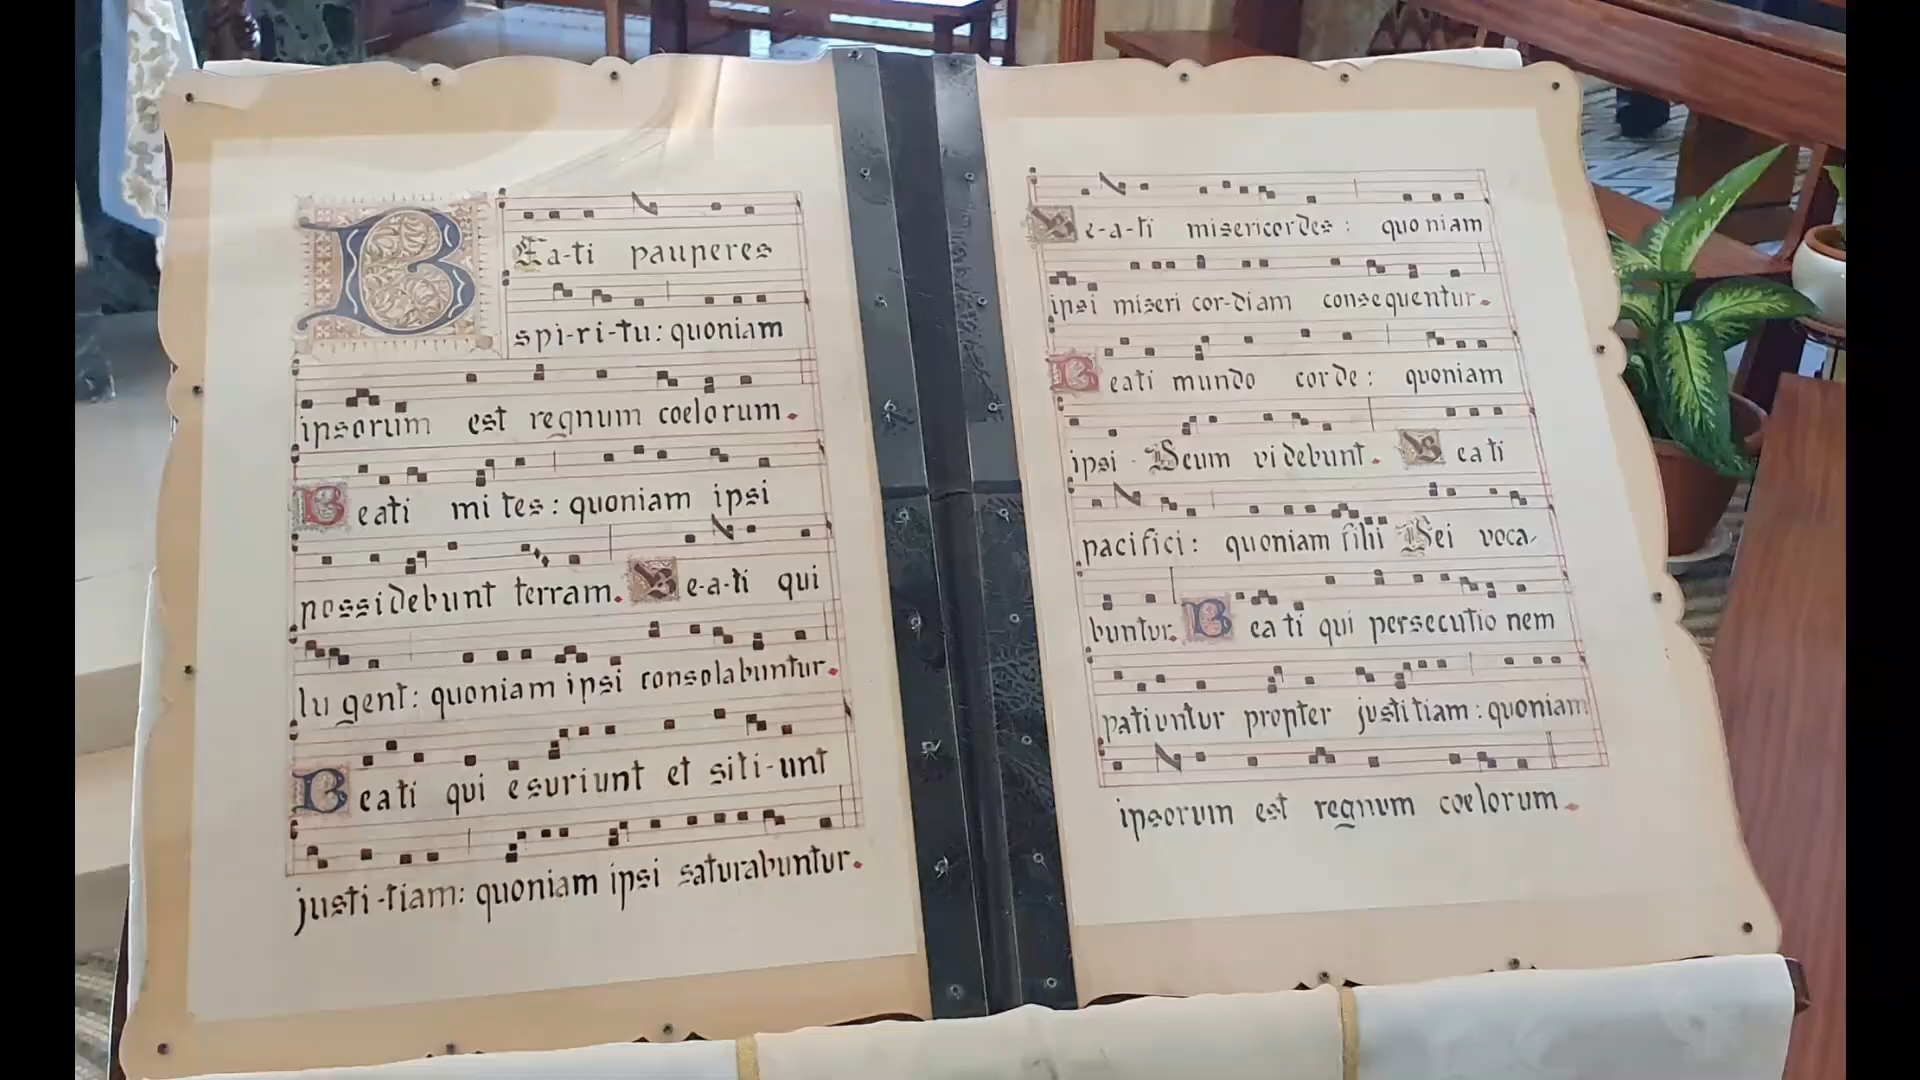 BEa-ti pauperes
spi-ri-tu: quoniam
ipsorum est regnum coelorum.
Beati mites: quoniam ipsi
possidebunt terram. Be-a-ti qui
lugent: quoniam ipsi consolabuntur.
Beati qui esuriunt et siti-unt
justi-tiam: quoniam ipsi saturabuntur.
Be-a-ti misericordes: quoniam
ipsi misericor-diam consequentur.
Beati mundo corde: quoniam
ipsi Deum videbunt. Beati
pacifici: quoniam filii Dei voca-
buntur. Beati qui persecutionem
patiuntur propter justitiam: quoniam
ipsorum est regnum coelorum.